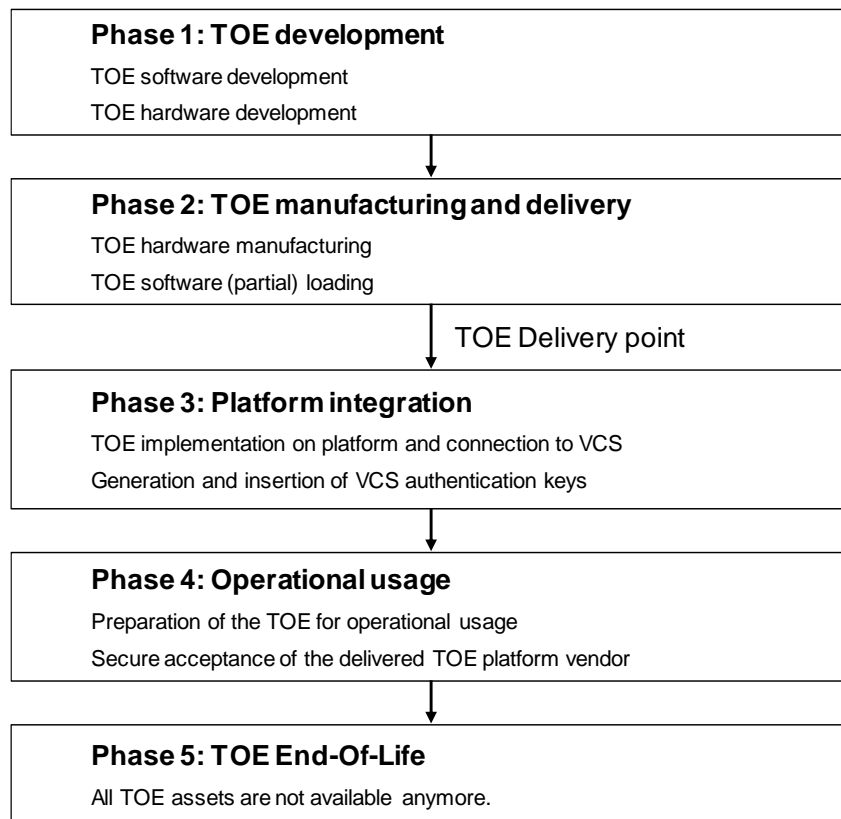 Phase 1: TOE development
TOE software development
TOE hardware development
Phase 2: TOE manufacturing and delivery
TOE hardware manufacturing
TOE software (partial) loading
TOE Delivery point
Phase 3: Platform integration
TOE implementation on platform and connection to VCS
Generation and insertion of VCS authentication keys
Phase 4: Operational usage
Preparation of the TOE for operational usage
Secure acceptance of the delivered TOE platform vendor
Phase 5: TOE End-Of-Life
All TOE assets are not available anymore.